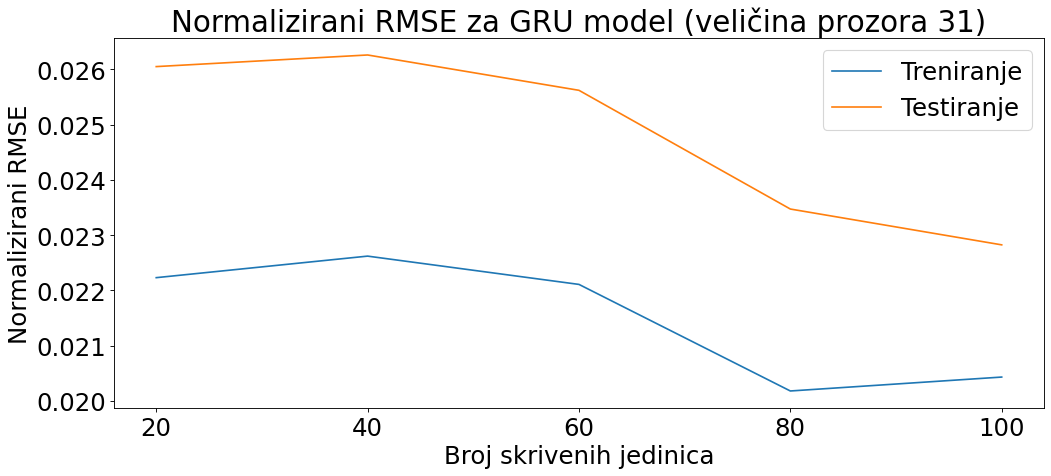 Normalizirani RMSE za GRU model (veličina prozora 31)
Treniranje
Testiranje
Normalizirani RMSE
0.026
0.025
0.024
0.023
0.022
0.021
0.020
20 40 60 80 100
Broj skrivenih jedinica